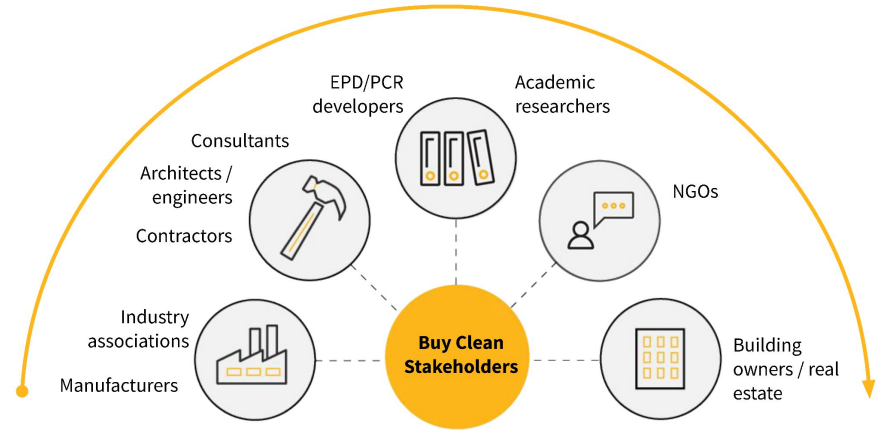 EPD/PCR
developers
Academic
researchers
Consultants
Architects /
engineers
Contractors
NGOs
Industry
associations
Manufacturers
Buy Clean
Stakeholders
Building
owners / real
estate